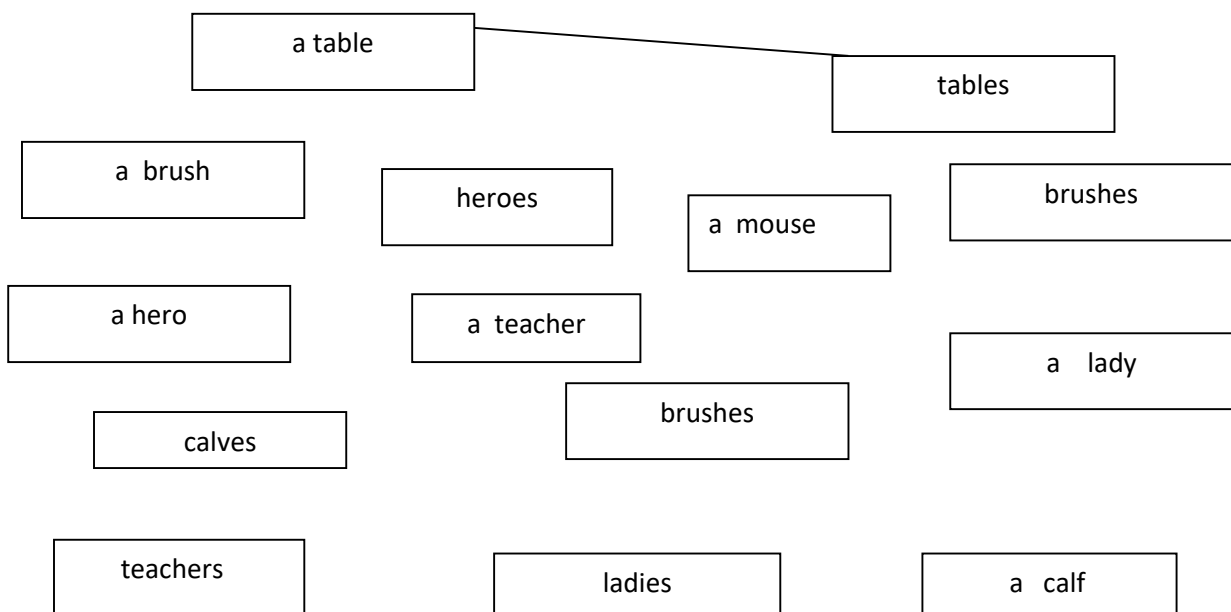 a table
tables
a brush
heroes
a mouse
brushes
a hero
a teacher
a lady
brushes
calves
teachers
ladies
a calf